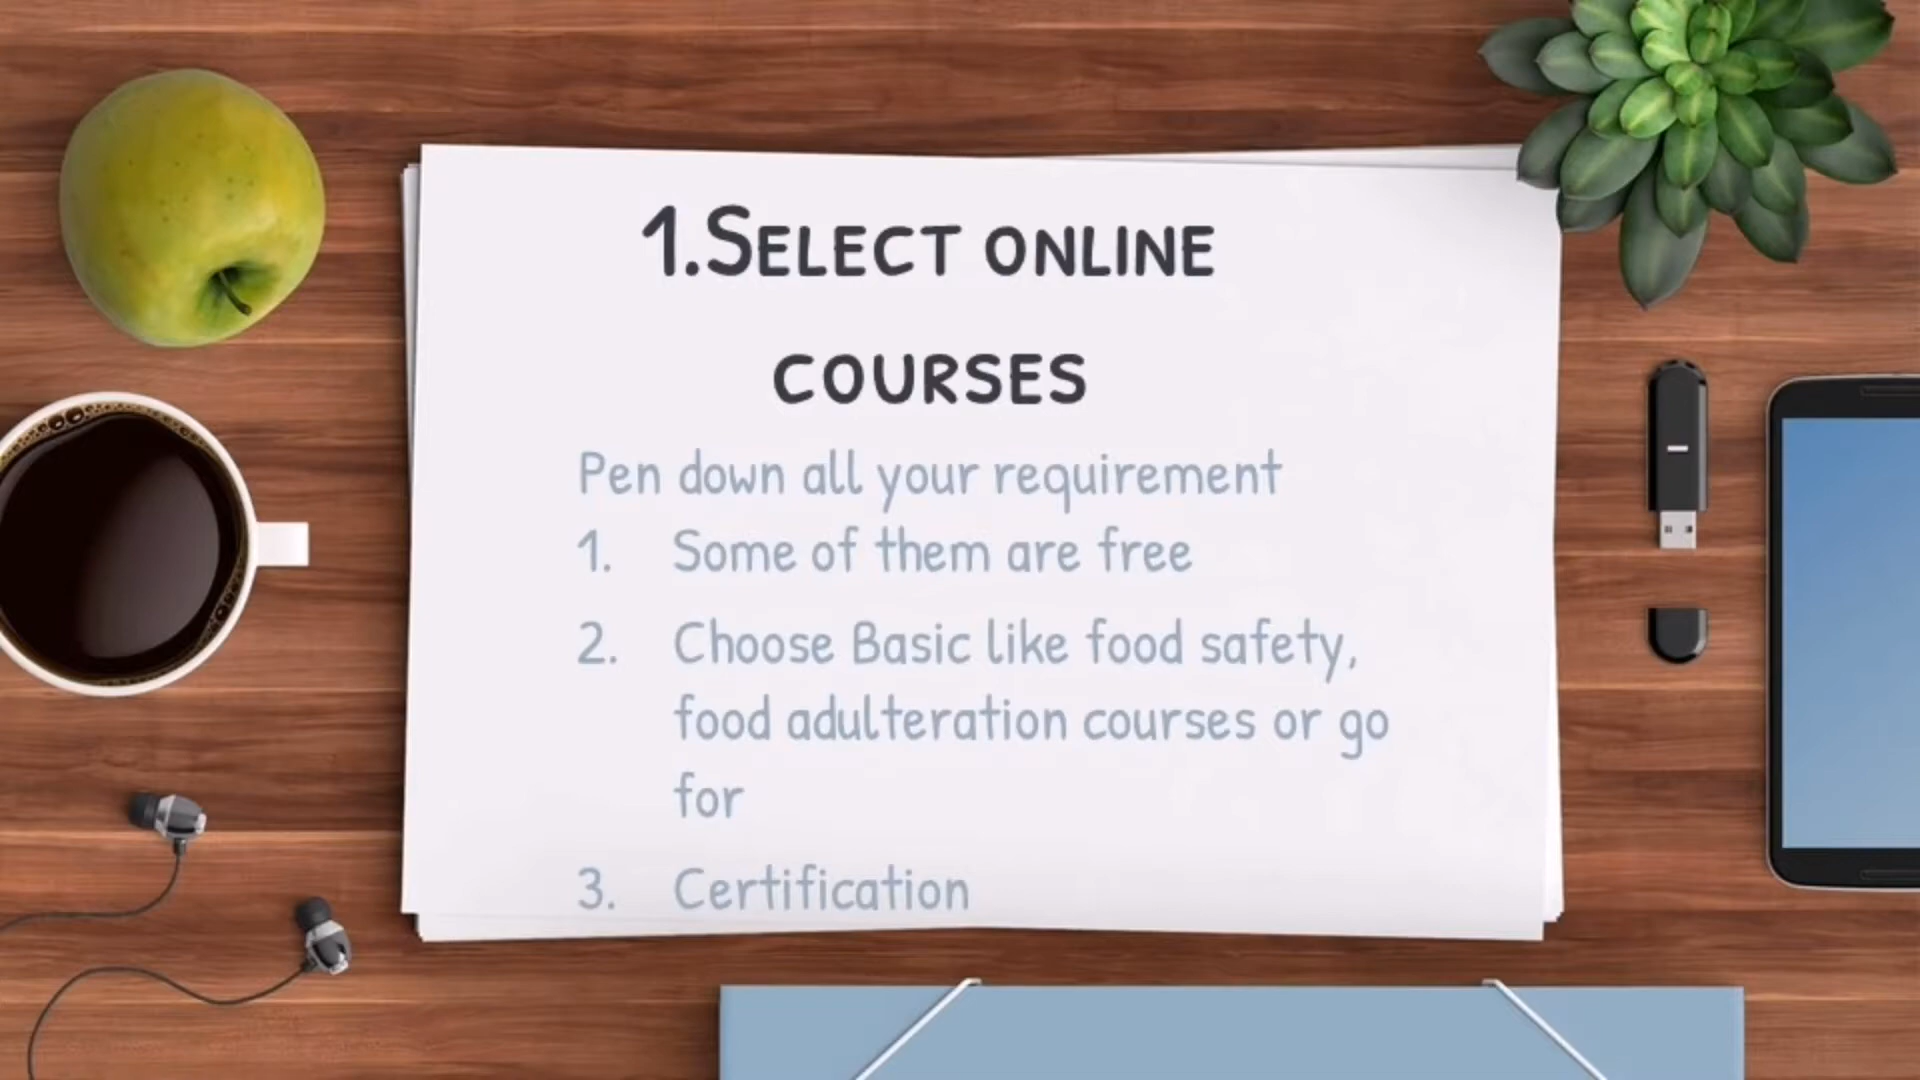 1.Select online
courses
Pen down all your requirement
1. Some of them are free
2. Choose Basic like food safety,
food adulteration courses or go
for
3. Certification